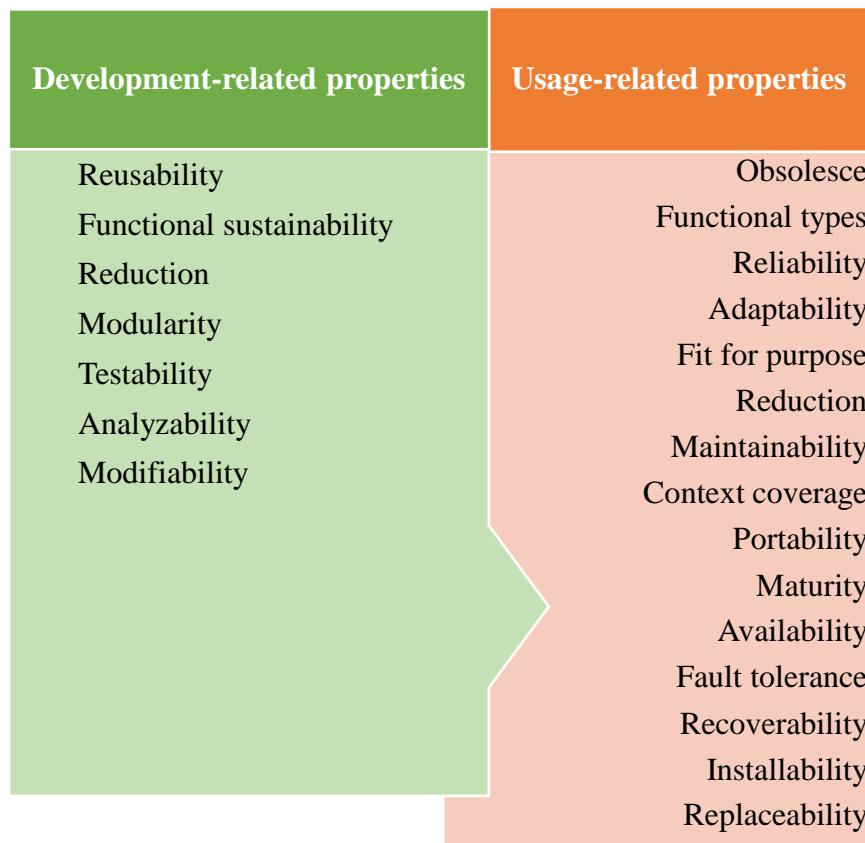 Development-related properties
Usage-related properties
Reusability
Functional sustainability
Reduction
Modularity
Testability
Analyzability
Modifiability
Obsolesce
Functional types
Reliability
Adaptability
Fit for purpose
Reduction
Maintainability
Context coverage
Portability
Maturity
Availability
Fault tolerance
Recoverability
Installability
Replaceability